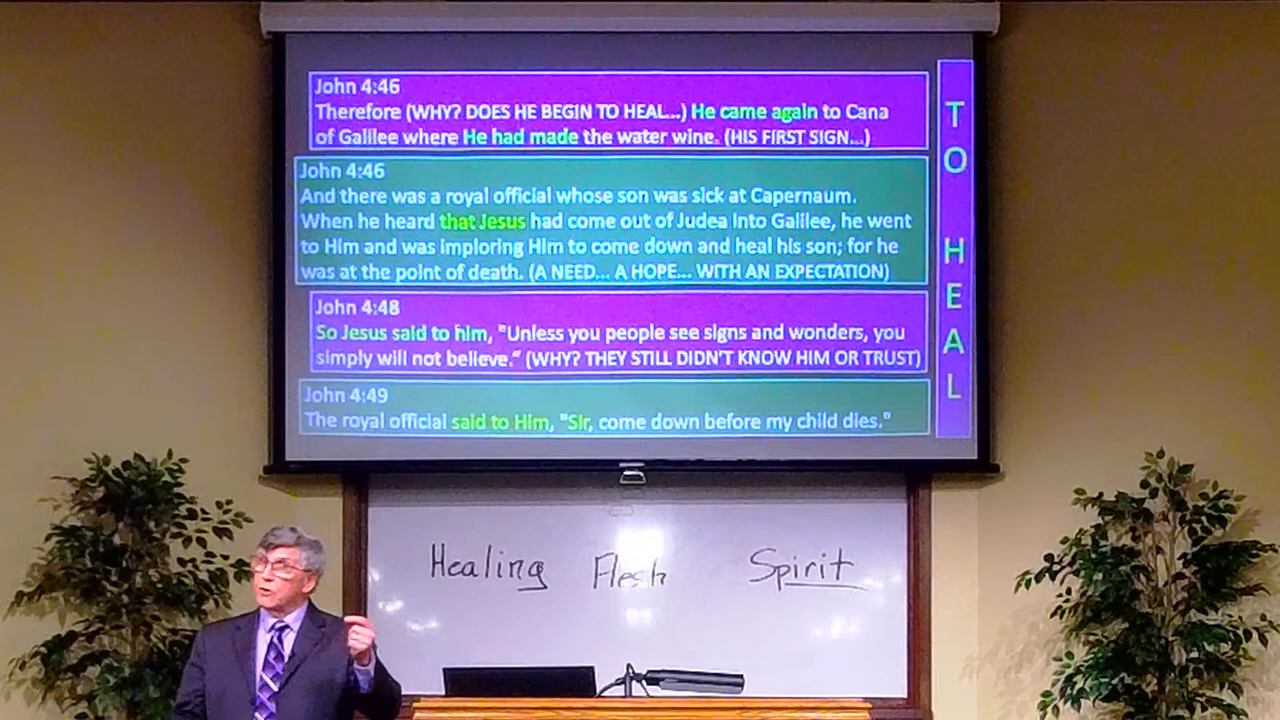 John 4:46
Therefore (WHY? DOES HE BEGIN TO HEAL...) He came again to Cana
of Galilee where He had made the water wine. (HIS FIRST SIGN...)
John 4:46
And there was a royal official whose son was sick at Capernaum.
When he heard that Jesus had come out of Judea into Galilee, he went
to Him and was imploring Him to come down and heal his son; for he
was at the point of death. (A NEED... A HOPE... WITH AN EXPECTATION)
John 4:48
So Jesus said to him, "Unless you people see signs and wonders, you
simply will not believe." (WHY? THEY STILL DIDN'T KNOW HIM OR TRUST)
John 4:49
The royal official said to Him, "Sir, come down before my child dies."
TO HEAL
Healing Flesh Spirit